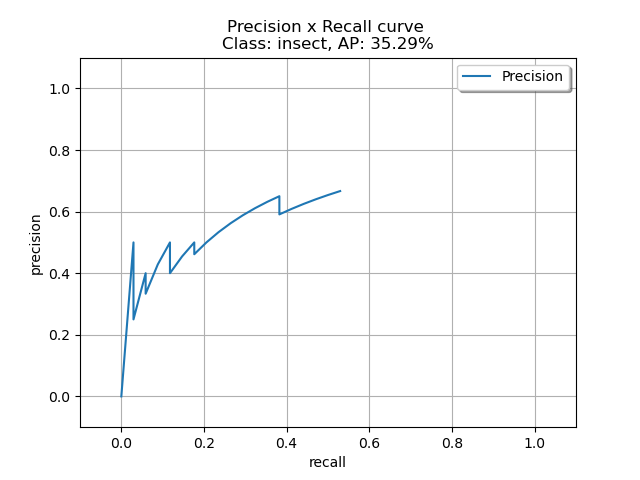 Precision x Recall curve
Class: insect, AP: 35.29%
Precision
1.0
0.8
0.6
0.4
0.2
0.0
precision
0.0 0.2 0.4 0.6 0.8 1.0
recall